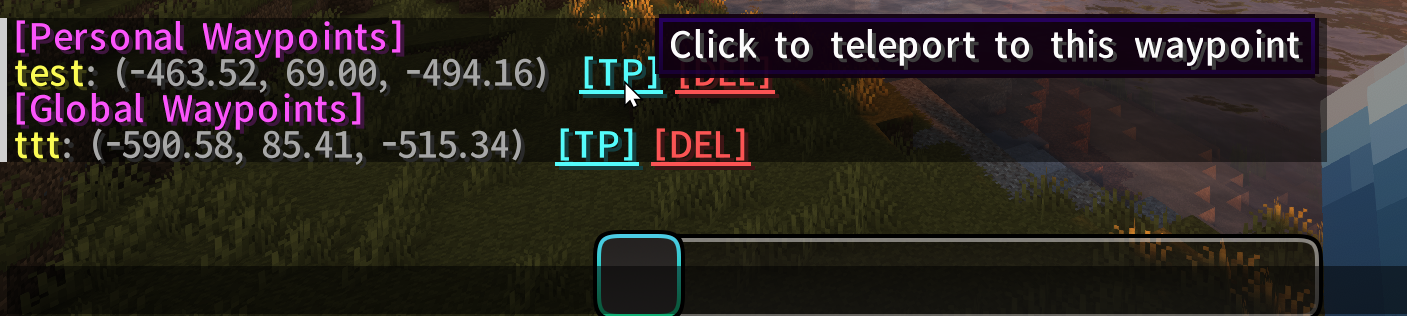 [Personal Waypoints]
Click to teleport to this waypoint
test: (-463.52, 69.00, -494.16) [TP] [DEL]
[Global Waypoints]
ttt: (-590.58, 85.41, -515.34) [TP] [DEL]